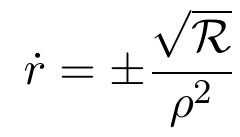 ṙ = ± √ℛ / ρ²